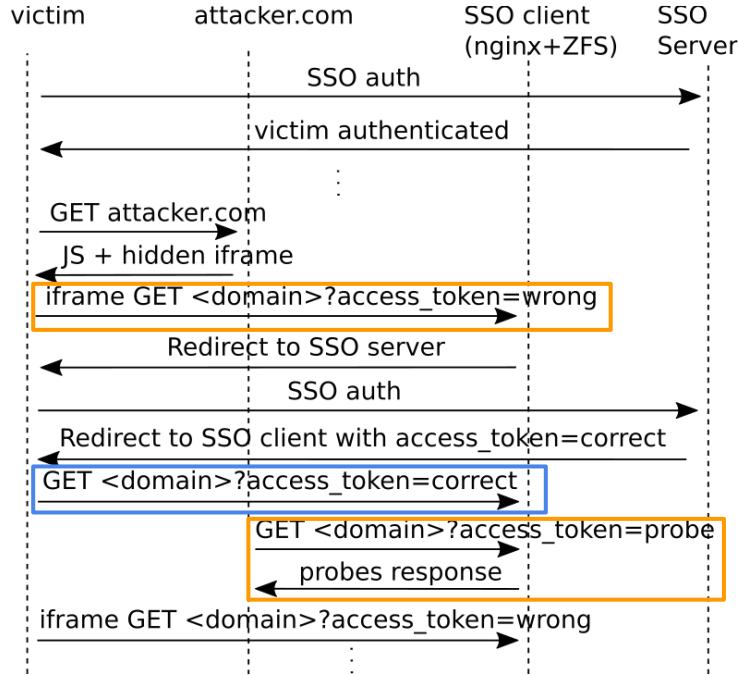 victim
attacker.com
SSO client
(nginx+ZFS)
SSO
Server
SSO auth
victim authenticated
GET attacker.com
JS + hidden iframe
iframe GET <domain>?access_token=wrong
Redirect to SSO server
SSO auth
Redirect to SSO client with access_token=correct
GET <domain>?access_token=correct
GET <domain>?access_token=probe
probes response
iframe GET <domain>?access_token=wrong